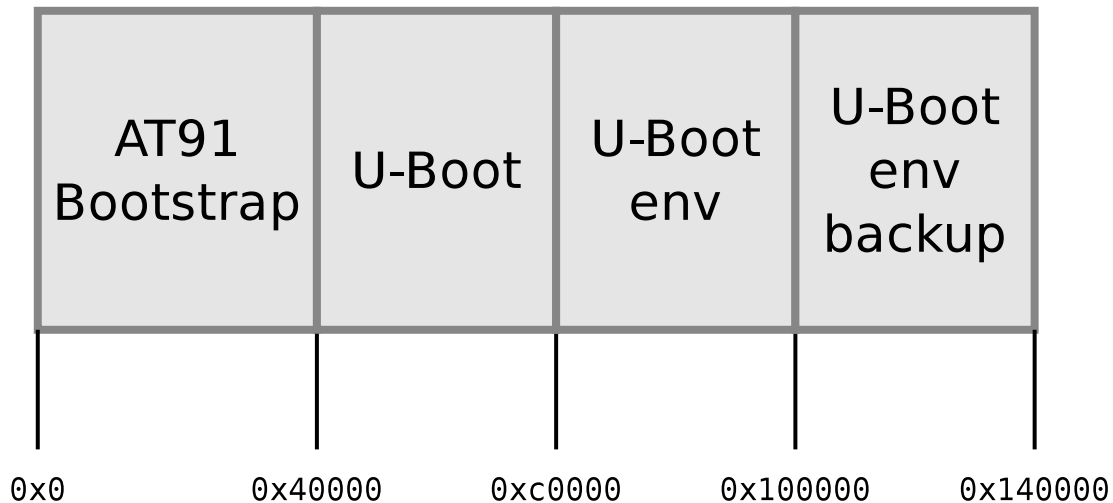 AT91
Bootstrap
U-Boot
U-Boot
env
U-Boot
env
backup
0x0
0x40000
0xc0000
0x100000
0x140000